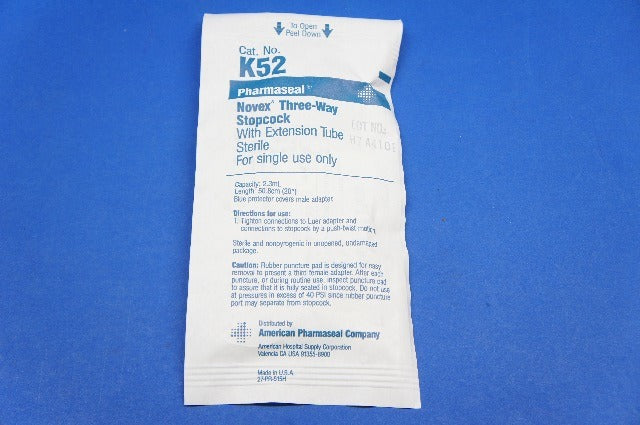 To Open
Peel Down
Cat. No.
K52
Pharmaseal®
Novex® Three-Way
Stopcock
With Extension Tube
Sterile
For single use only
LOT NO.
Capacity: 2.3mL
Length: 50.8cm (20")
Blue protector covers male adapter.
Directions for use:
1. Tighten connections to Luer adapter and
connections to stopcock by a push-twist motion.
Sterile and nonpyrogenic in unopened, undamaged
package.
Caution: Rubber puncture pad is designed for easy
removal to present a third female adapter. After each
puncture, or during routine use, inspect puncture pad
to assure that it is fully seated in stopcock. Do not use
at pressures in excess of 40 PSI since rubber puncture
port may separate from stopcock.
Distributed by
American Pharmaseal Company
American Hospital Supply Corporation
Valencia CA USA 91355-8900
Made in U.S.A.
27-PR-515H